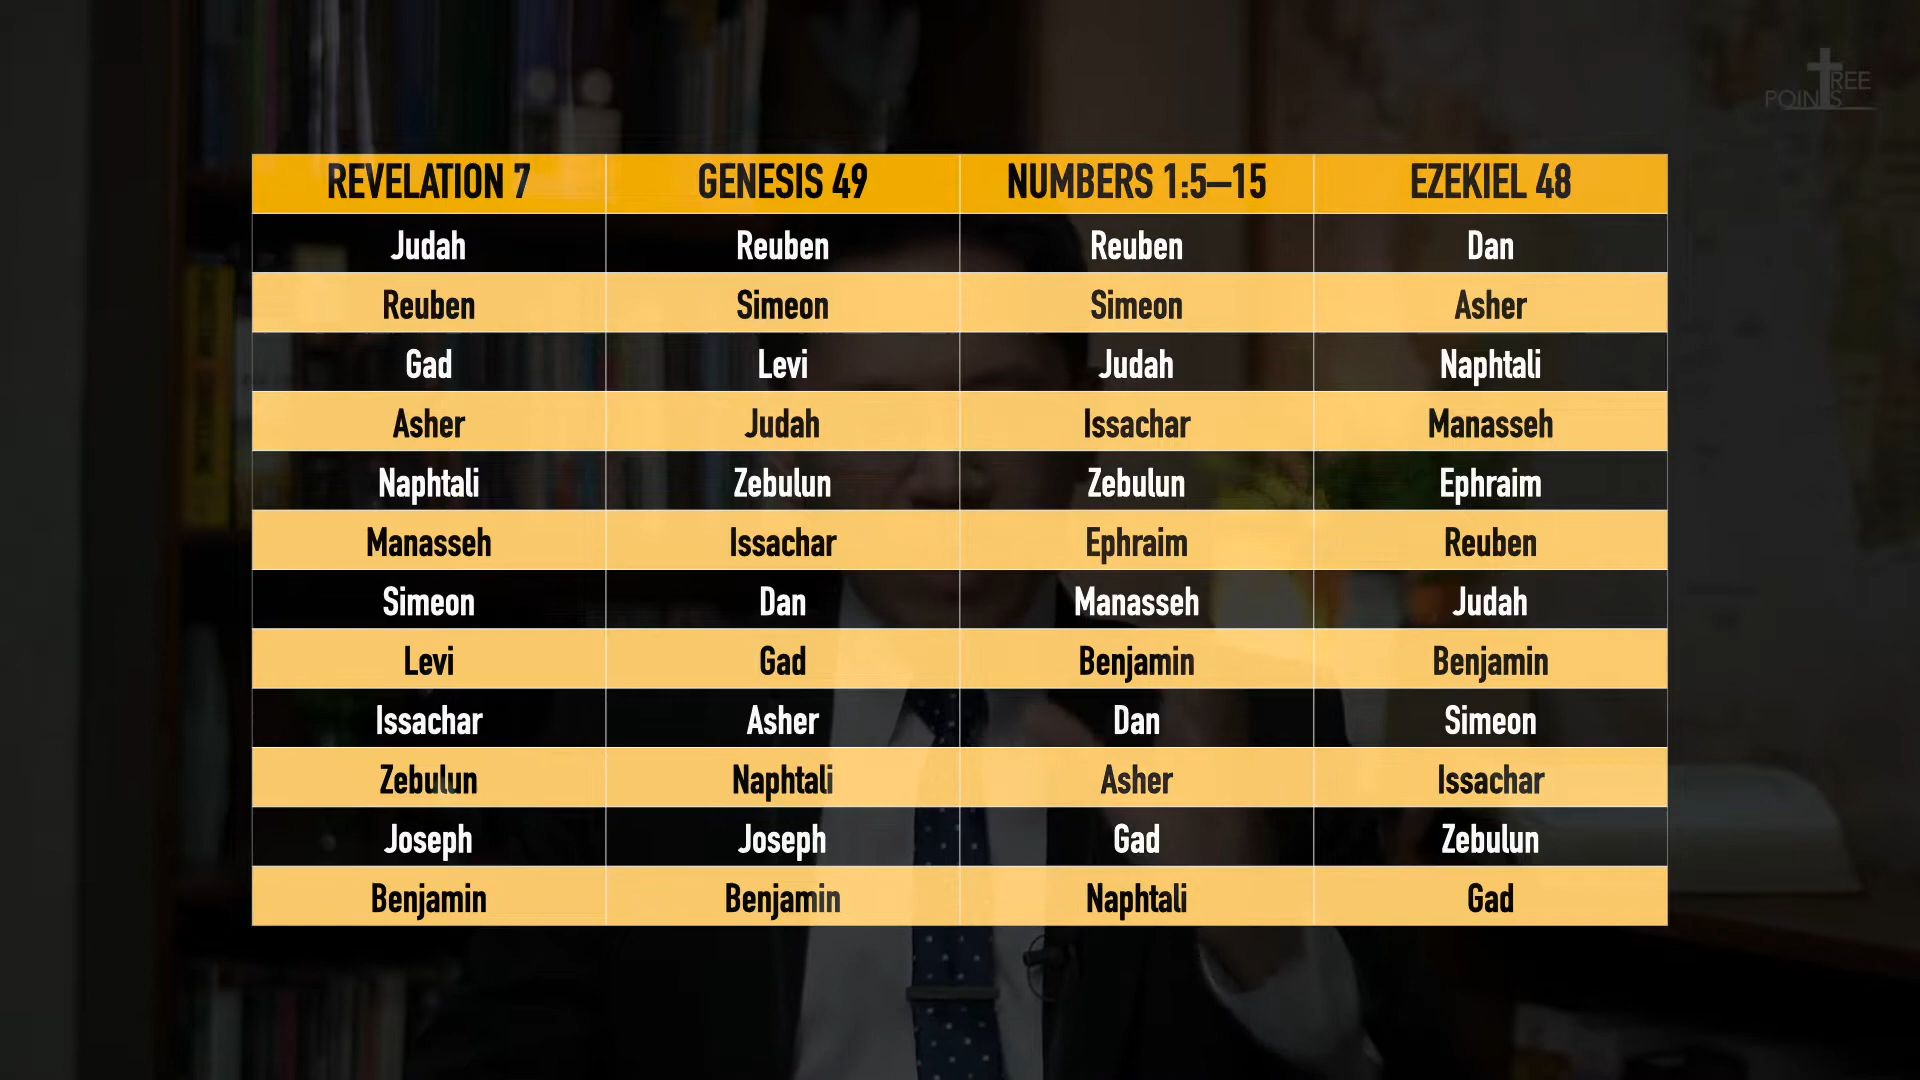 TREE
POINTS
REVELATION 7 GENESIS 49 NUMBERS 1:5–15 EZEKIEL 48
Judah Reuben Reuben Dan
Reuben Simeon Simeon Asher
Gad Levi Judah Naphtali
Asher Judah Issachar Manasseh
Naphtali Zebulun Zebulun Ephraim
Manasseh Issachar Ephraim Reuben
Simeon Dan Manasseh Judah
Levi Gad Benjamin Benjamin
Issachar Asher Dan Simeon
Zebulun Naphtali Asher Issachar
Joseph Joseph Gad Zebulun
Benjamin Benjamin Naphtali Gad